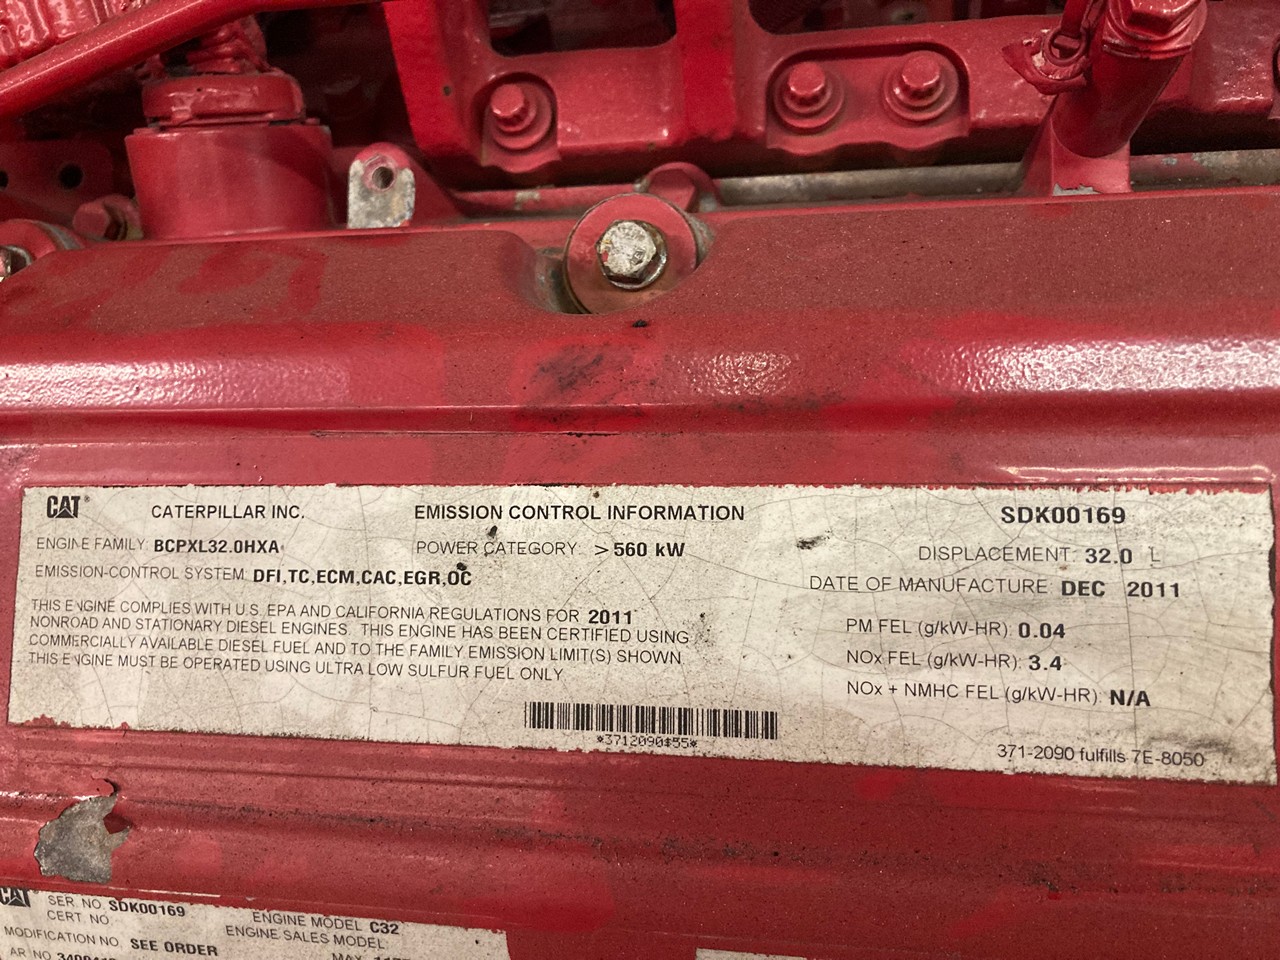 CAT®
CATERPILLAR INC.
EMISSION CONTROL INFORMATION
SDK00169
ENGINE FAMILY BCPXL32.0HXA
POWER CATEGORY: >560 kW
DISPLACEMENT: 32.0 L
EMISSION-CONTROL SYSTEM DFI,TC,ECM,CAC,EGR,OC
DATE OF MANUFACTURE DEC 2011
THIS ENGINE COMPLIES WITH U.S. EPA AND CALIFORNIA REGULATIONS FOR 2011
NONROAD AND STATIONARY DIESEL ENGINES. THIS ENGINE HAS BEEN CERTIFIED USING
COMMERCIALLY AVAILABLE DIESEL FUEL AND TO THE FAMILY EMISSION LIMIT(S) SHOWN.
THIS ENGINE MUST BE OPERATED USING ULTRA LOW SULFUR FUEL ONLY
PM FEL (g/kW-HR): 0.04
NOx FEL (g/kW-HR): 3.4
NOx + NMHC FEL (g/kW-HR): N/A
*3712090$55*
371-2090 fulfills 7E-8050
CAT
SER. NO. SDK00169
CERT. NO.
MODIFICATION NO. SEE ORDER
AR NO.
ENGINE MODEL C32
ENGINE SALES MODEL
MAX.